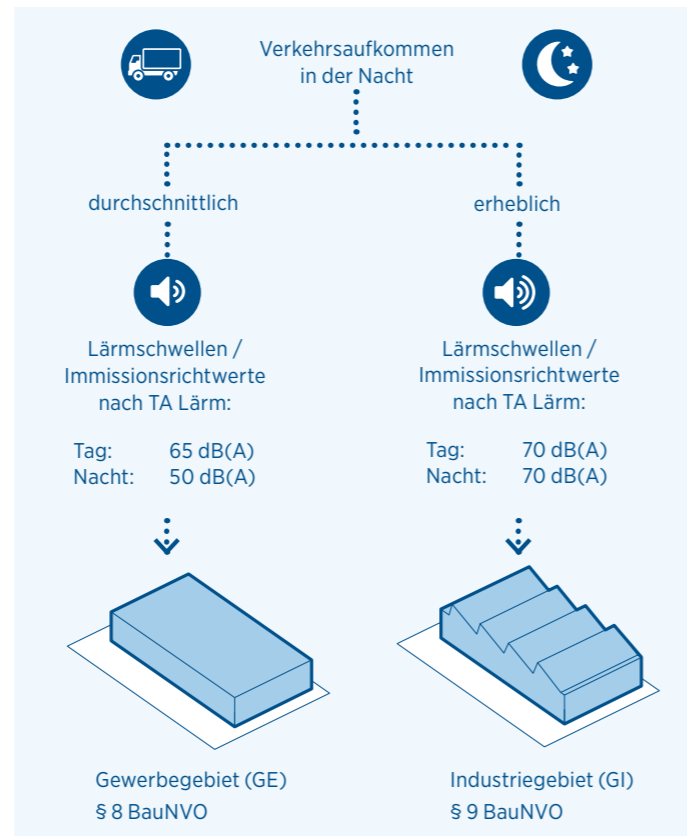 Verkehrsaufkommen
in der Nacht
durchschnittlich
erheblich
Lärmschwellen /
Immissionsrichtwerte
nach TA Lärm:
Tag: 65 dB(A)
Nacht: 50 dB(A)
Lärmschwellen /
Immissionsrichtwerte
nach TA Lärm:
Tag: 70 dB(A)
Nacht: 70 dB(A)
Gewerbegebiet (GE)
§ 8 BauNVO
Industriegebiet (GI)
§ 9 BauNVO